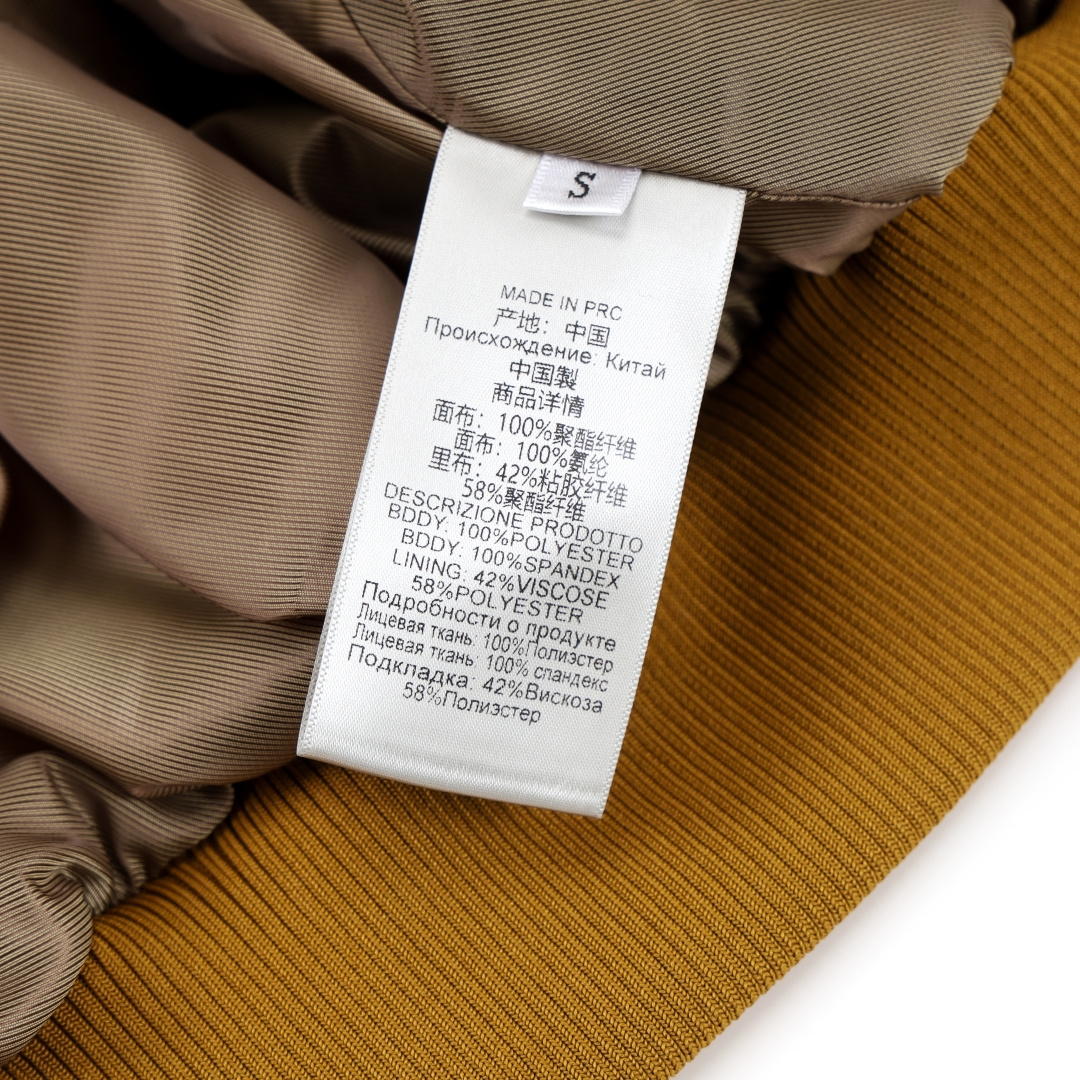 S
MADE IN PRC
产地：中国
Происхождение: Китай
中国製
商品详情
面布：100%聚酯纤维
面布：100%氨纶
里布：42%粘胶纤维
58%聚酯纤维
DESCRIZIONE PRODOTTO
BDDY: 100%POLYESTER
BDDY: 100%SPANDEX
LINING: 42%VISCOSE
58%POLYESTER
Подробности о продукте
Лицевая ткань: 100%Полиэстер
Лицевая ткань: 100% спандекс
Подкладка: 42%Вискоза
58%Полиэстер